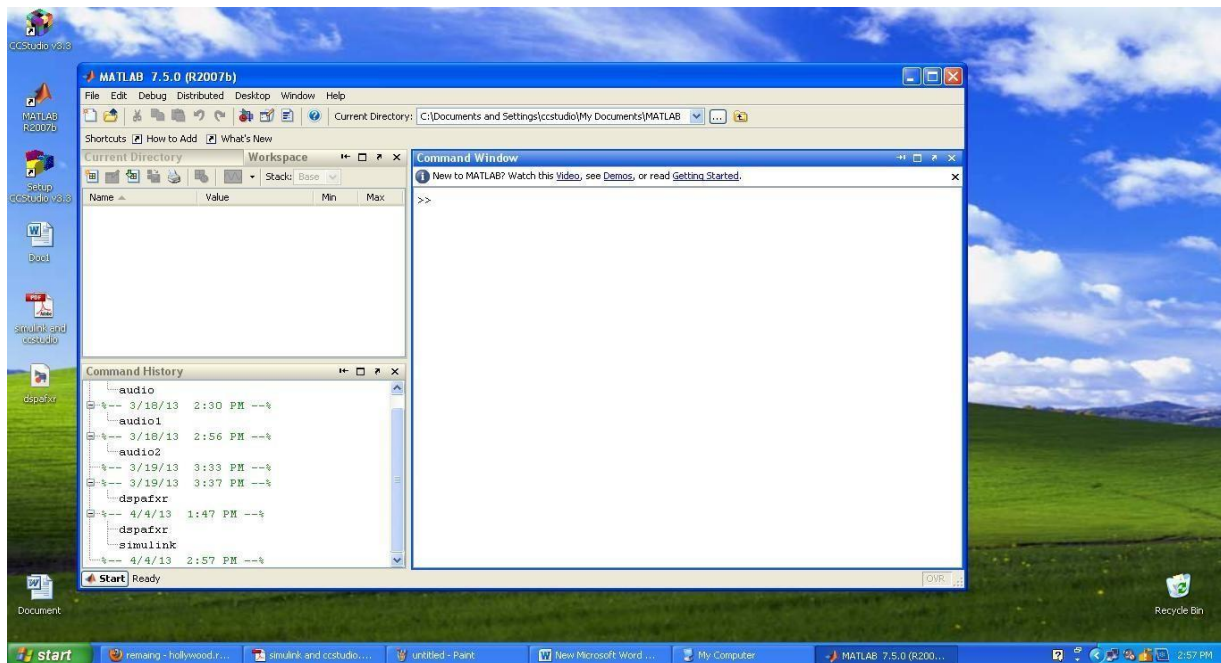 CCStudio v3.3
MATLAB R2007b
Setup CCStudio v3.3
Doc1
simulink and ccstudio
dspafxr
Document
MATLAB 7.5.0 (R2007b)
File Edit Debug Distributed Desktop Window Help
Current Directory: C:\Documents and Settings\ccstudio\My Documents\MATLAB
Shortcuts How to Add What's New
Current Directory Workspace
Stack: Base
Name Value Min Max
Command History
audio
%-- 3/18/13 2:30 PM --%
audio1
%-- 3/18/13 2:56 PM --%
audio2
%-- 3/19/13 3:33 PM --%
%-- 3/19/13 3:37 PM --%
dspafxr
%-- 4/4/13 1:47 PM --%
dspafxr
simulink
%-- 4/4/13 2:57 PM --%
Command Window
New to MATLAB? Watch this Video, see Demos, or read Getting Started.
>>
Start Ready
OVR
Recycle Bin
start
remaing - hollywood.r...
simulink and ccstudio....
untitled - Paint
New Microsoft Word ...
My Computer
MATLAB 7.5.0 (R200...
2:57 PM